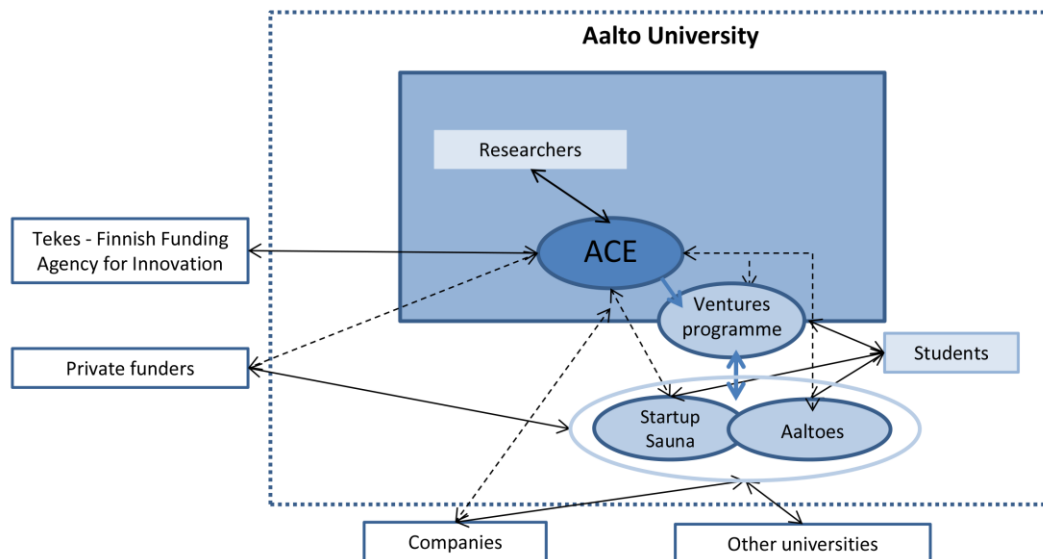 Aalto University
Researchers
Tekes - Finnish Funding
Agency for Innovation
ACE
Ventures
programme
Private funders
Students
Startup
Sauna
Aaltoes
Companies
Other universities